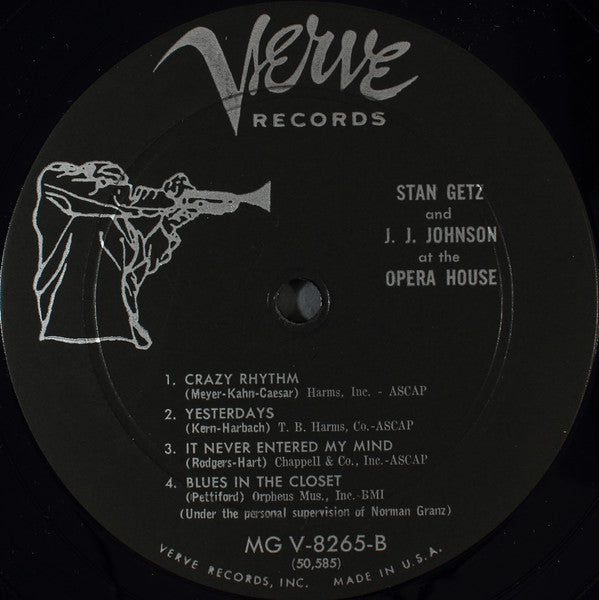 Verve
RECORDS
STAN GETZ
and
J. J. JOHNSON
at the
OPERA HOUSE
1. CRAZY RHYTHM
(Meyer-Kahn-Caesar) Harms, Inc. - ASCAP
2. YESTERDAYS
(Kern-Harbach) T. B. Harms, Co.-ASCAP
3. IT NEVER ENTERED MY MIND
(Rodgers-Hart) Chappell & Co., Inc.-ASCAP
4. BLUES IN THE CLOSET
(Pettiford) Orpheus Mus., Inc.-BMI
(Under the personal supervision of Norman Granz)
MG V-8265-B
(50,585)
VERVE RECORDS, INC. MADE IN U.S.A.